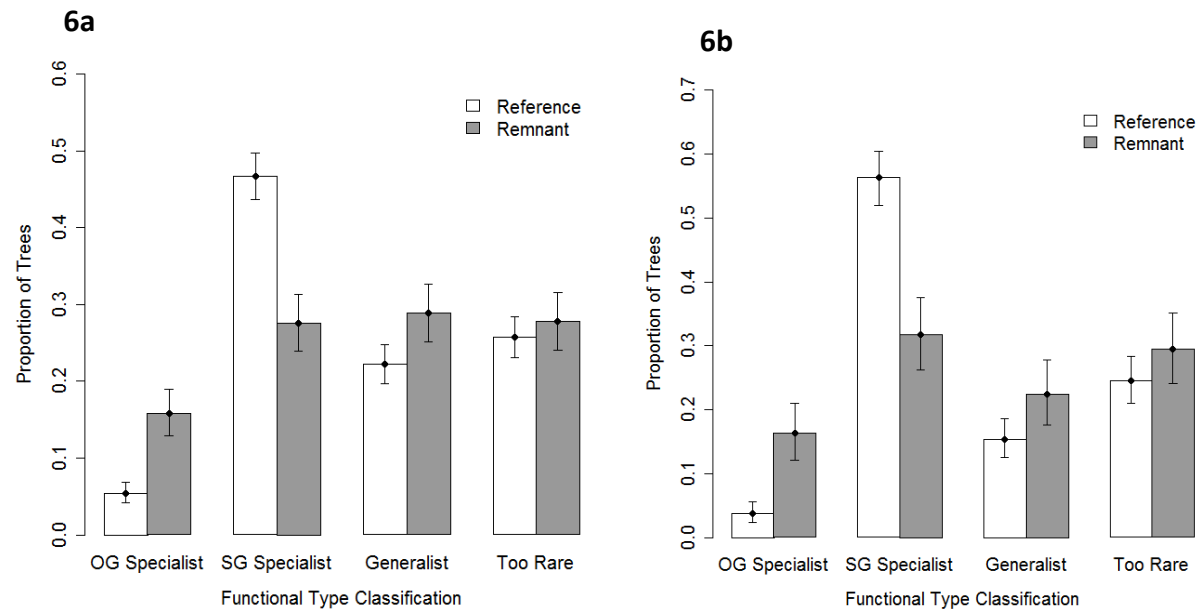 6a
0.6
0.5
0.4
0.3
0.2
0.1
0.0
Proportion of Trees
Reference
Remnant
OG Specialist SG Specialist Generalist Too Rare
Functional Type Classification
6b
0.7
0.6
0.5
0.4
0.3
0.2
0.1
0.0
Proportion of Trees
Reference
Remnant
OG Specialist SG Specialist Generalist Too Rare
Functional Type Classification